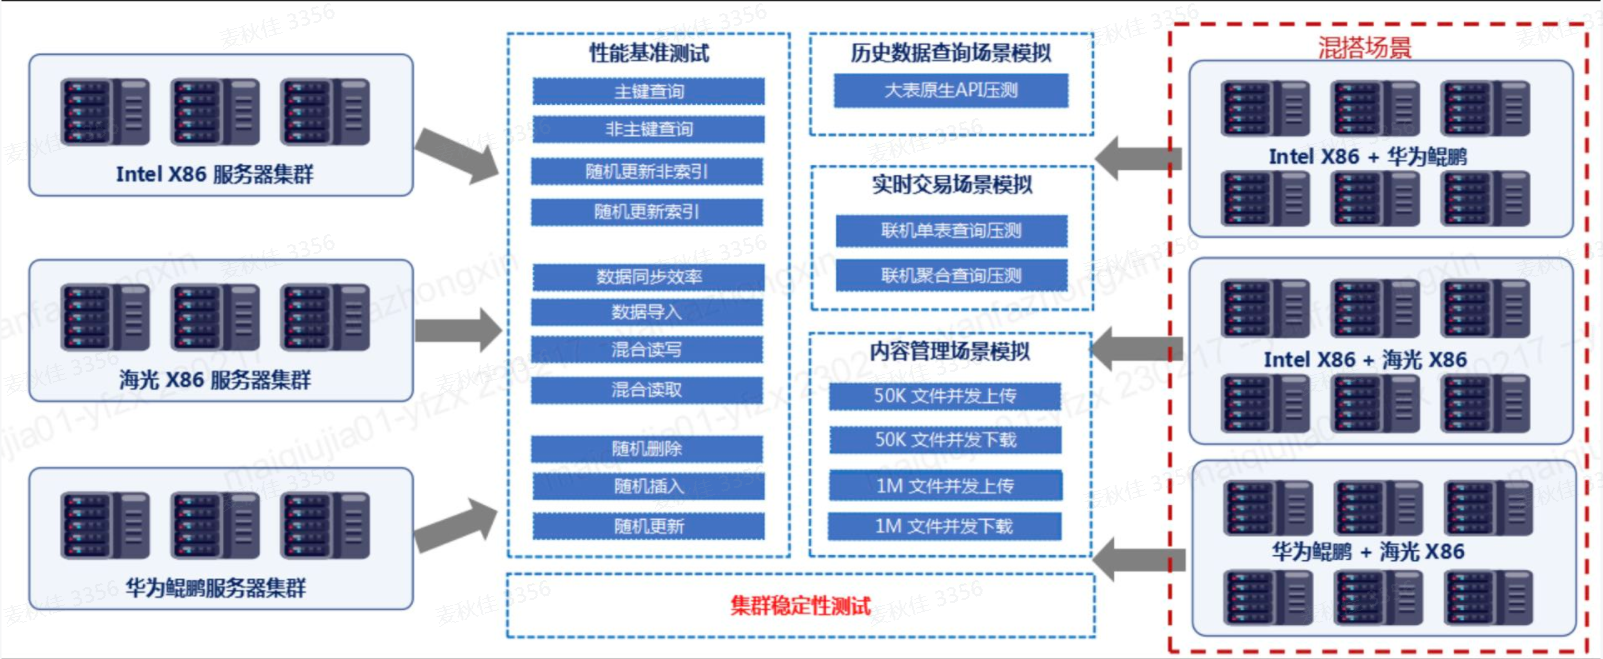 Intel X86 服务器集群
海光 X86 服务器集群
华为鲲鹏服务器集群
性能基准测试
主键查询
非主键查询
随机更新非索引
随机更新索引
数据同步效率
数据导入
混合读写
混合读取
随机删除
随机插入
随机更新
历史数据查询场景模拟
大表原生API压测
实时交易场景模拟
联机单表查询压测
联机聚合查询压测
内容管理场景模拟
50K 文件并发上传
50K 文件并发下载
1M 文件并发上传
1M 文件并发下载
集群稳定性测试
混搭场景
Intel X86 + 华为鲲鹏
Intel X86 + 海光 X86
华为鲲鹏 + 海光 X86
麦秋佳 3356
maiqiujia01-yfzx 230217 -- yanfazhongxin